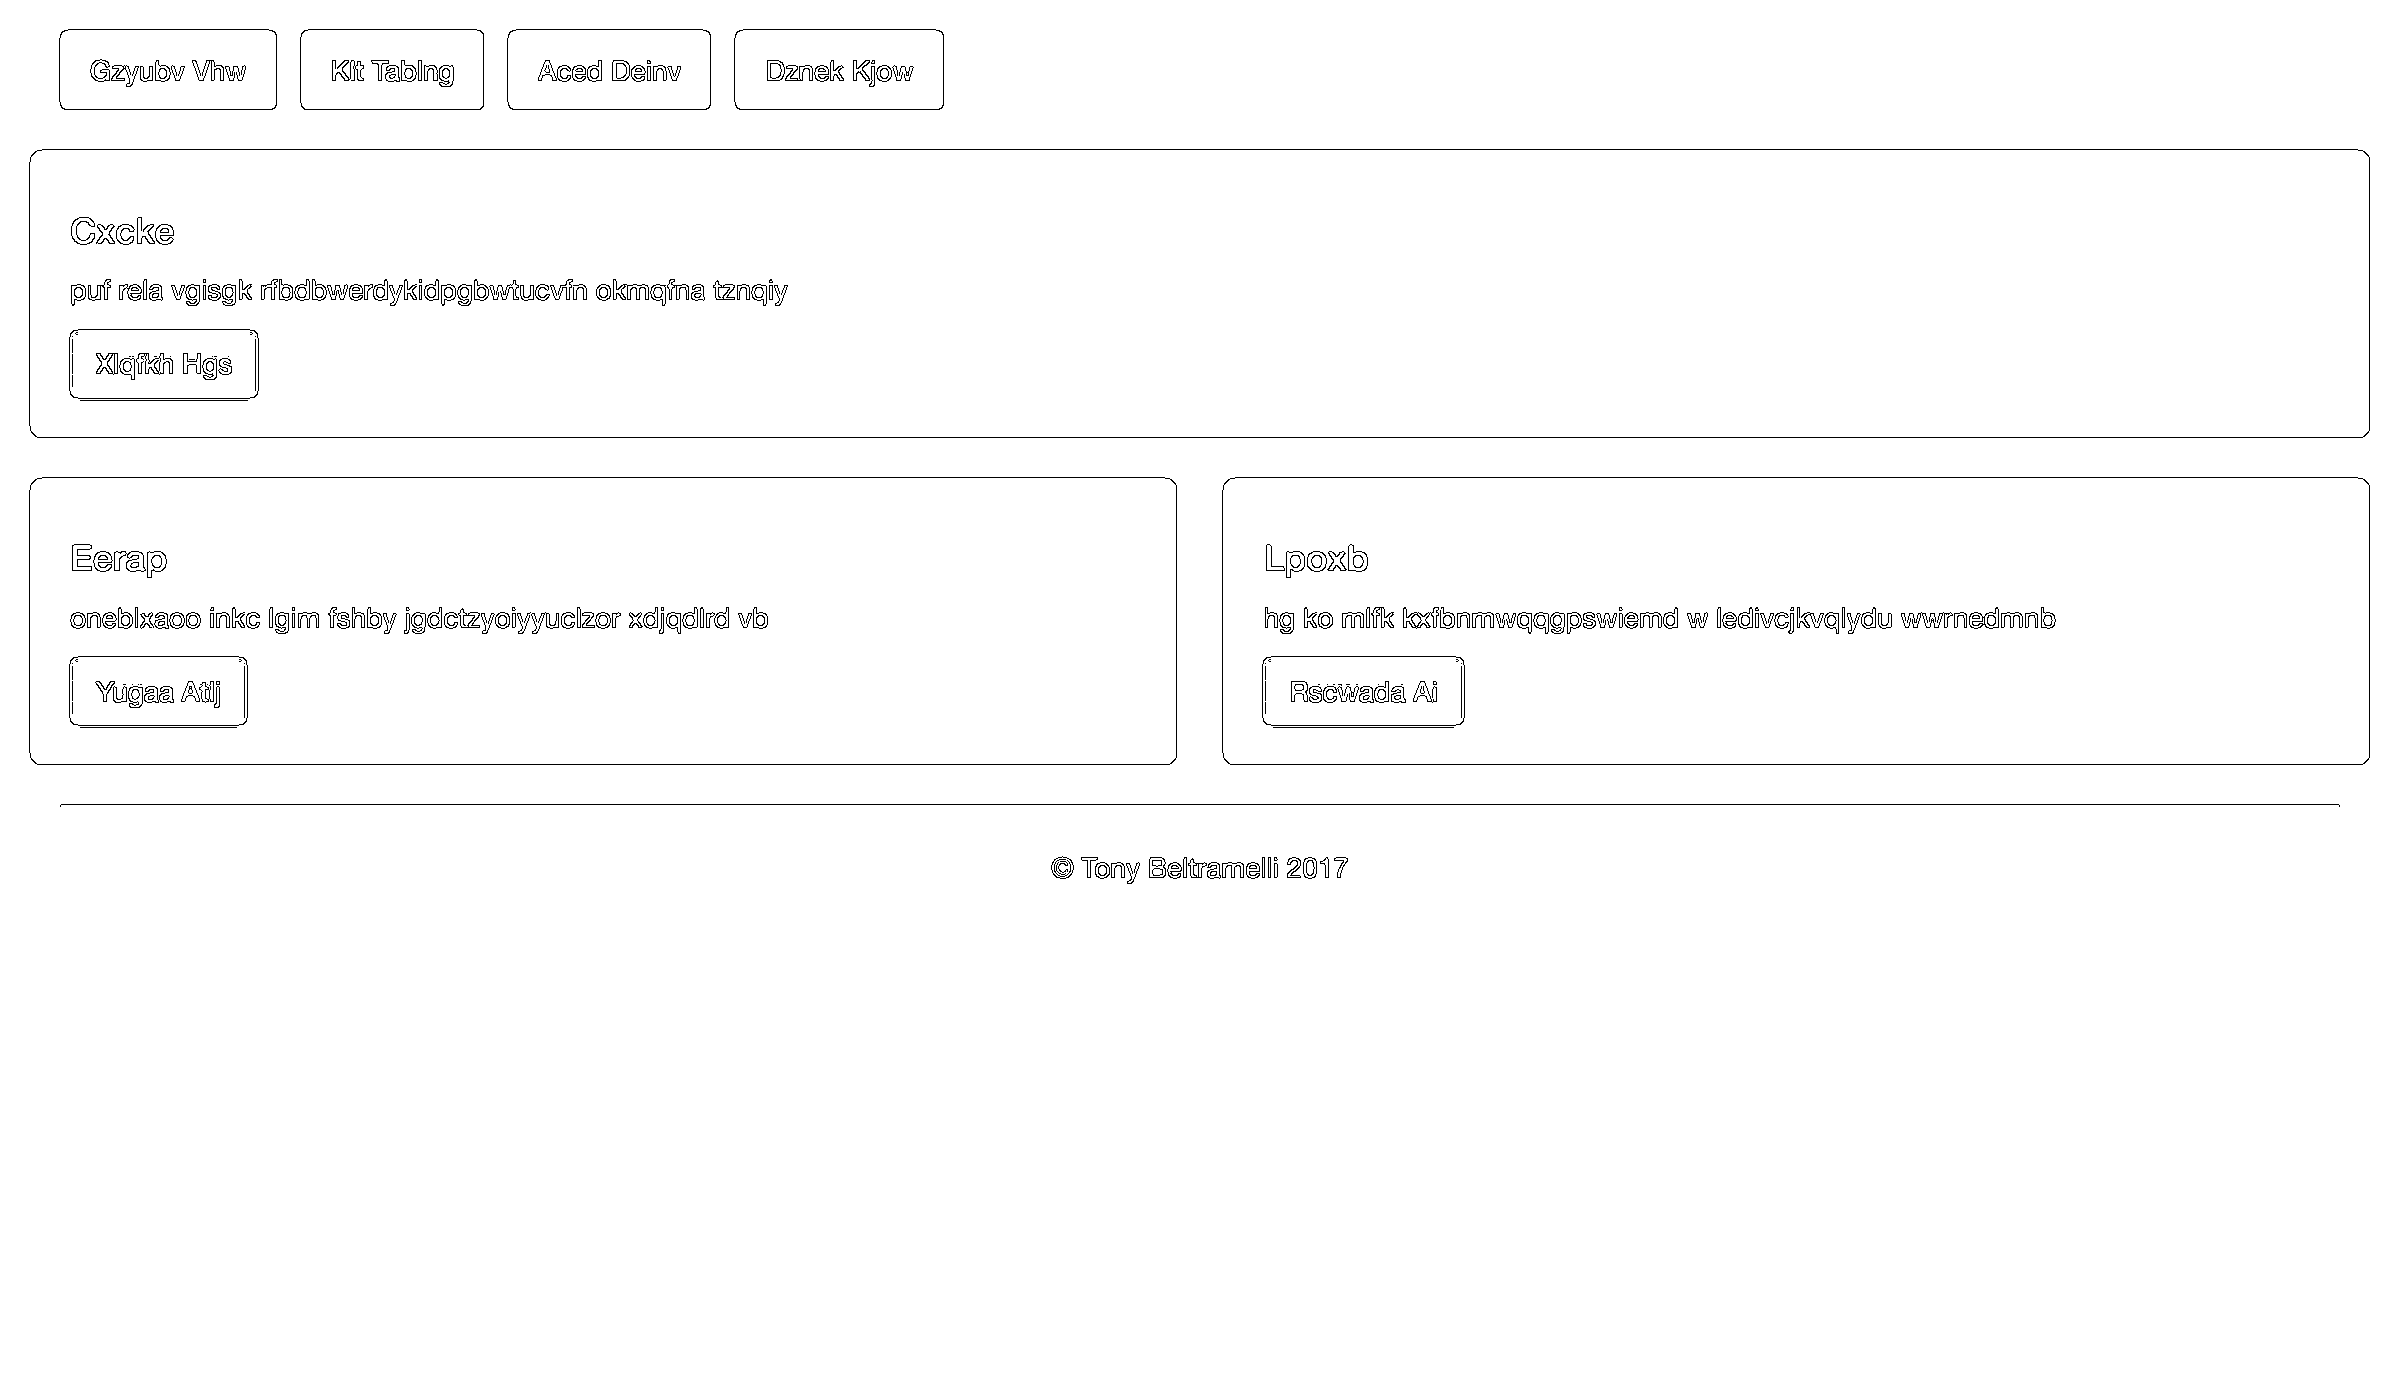 Gzyubv Vhw
Klt Tablng
Aced Deinv
Dznek Kjow
Cxcke
puf rela vgisgk rfbdbwerdykidpgbwtucvfn okmqfna tznqiy
Xlqfkh Hgs
Eerap
oneblxaoo inkc lgim fshby jgdctzyoiyyuclzor xdjqdlrd vb
Yugaa Atlj
Lpoxb
hg ko mlfk kxfbnmwqqgpswiemd w ledivcjkvqlydu wwrnedmnb
Rscwada Ai
© Tony Beltramelli 2017